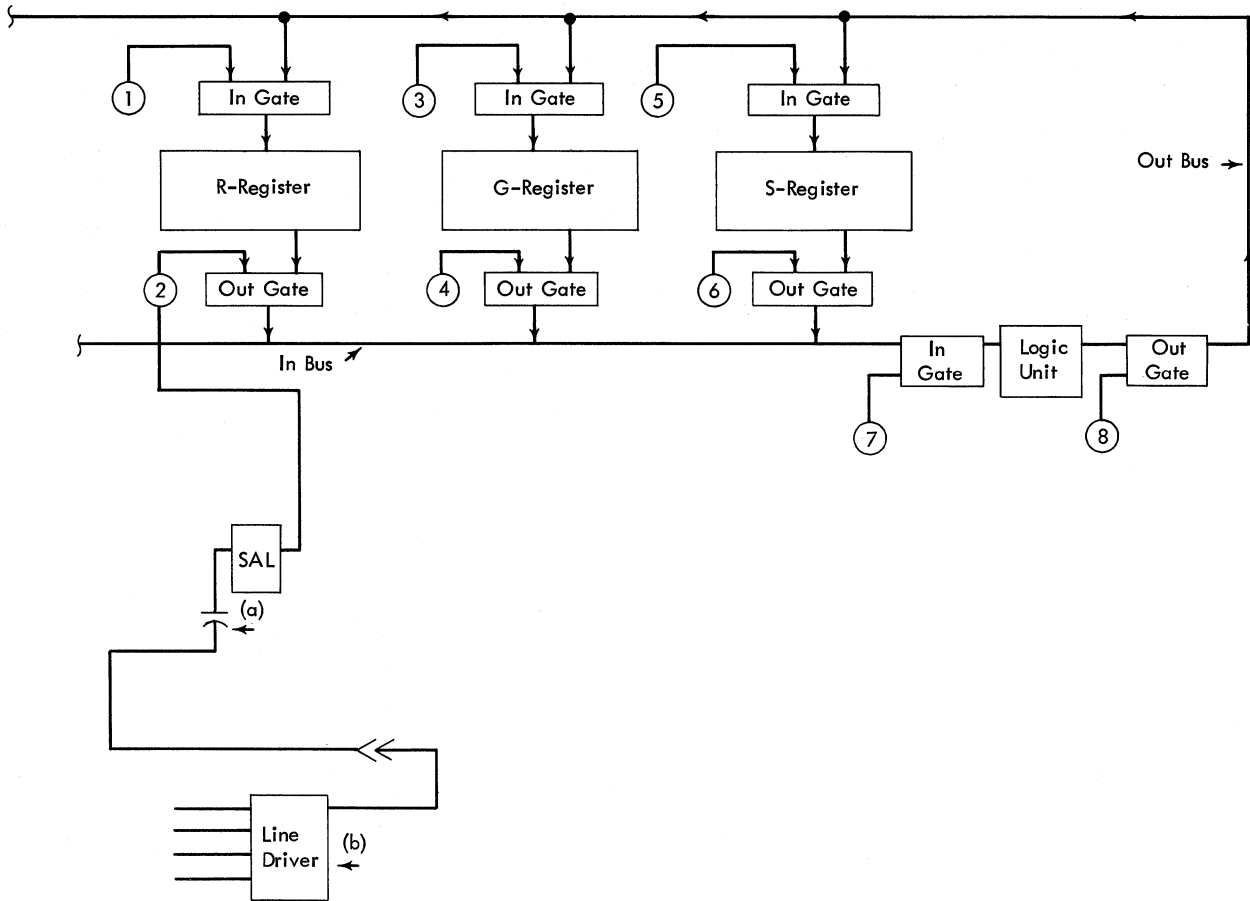 1
In Gate
3
In Gate
5
In Gate
R-Register
G-Register
S-Register
Out Bus
2
Out Gate
4
Out Gate
6
Out Gate
In Bus
In
Gate
Logic
Unit
Out
Gate
7
8
SAL
(a)
Line
Driver
(b)